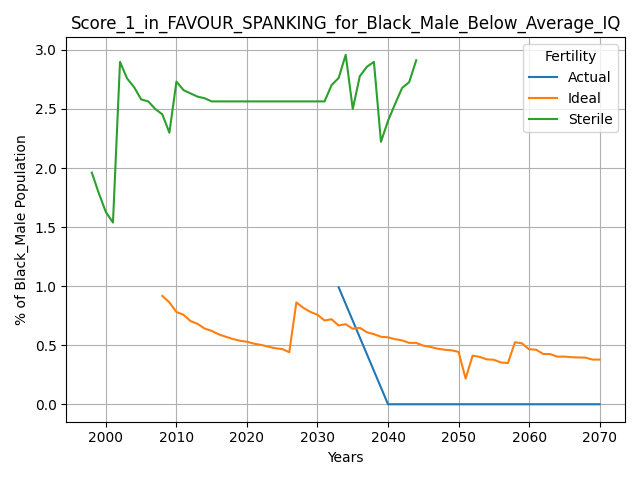 Score_1_in_FAVOUR_SPANKING_for_Black_Male_Below_Average_IQ
Fertility
Actual
Ideal
Sterile
% of Black_Male Population
3.0
2.5
2.0
1.5
1.0
0.5
0.0
2000 2010 2020 2030 2040 2050 2060 2070
Years